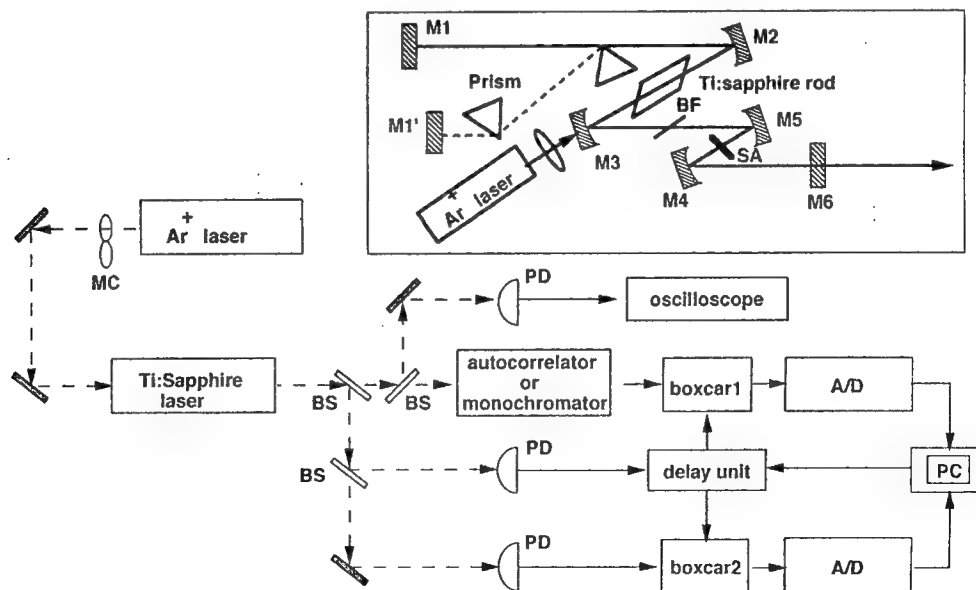 M1
M2
Prism
Ti:sapphire rod
BF
M1'
M5
M3
SA
Ar + laser
M4
M6
Ar + laser
MC
PD
oscilloscope
Ti:Sapphire
laser
BS
BS
autocorrelator
or
monochromator
boxcar1
A/D
BS
PD
delay unit
PC
PD
boxcar2
A/D